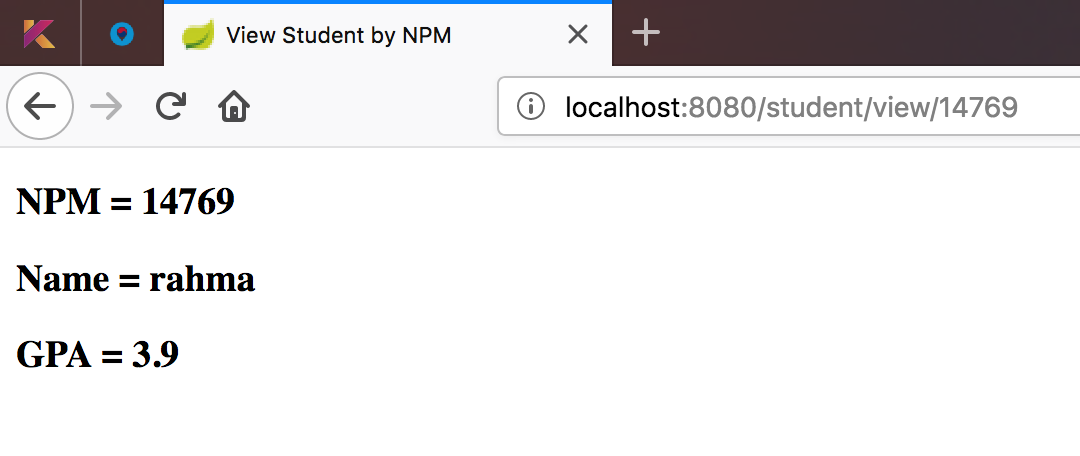 View Student by NPM
localhost:8080/student/view/14769
NPM = 14769
Name = rahma
GPA = 3.9